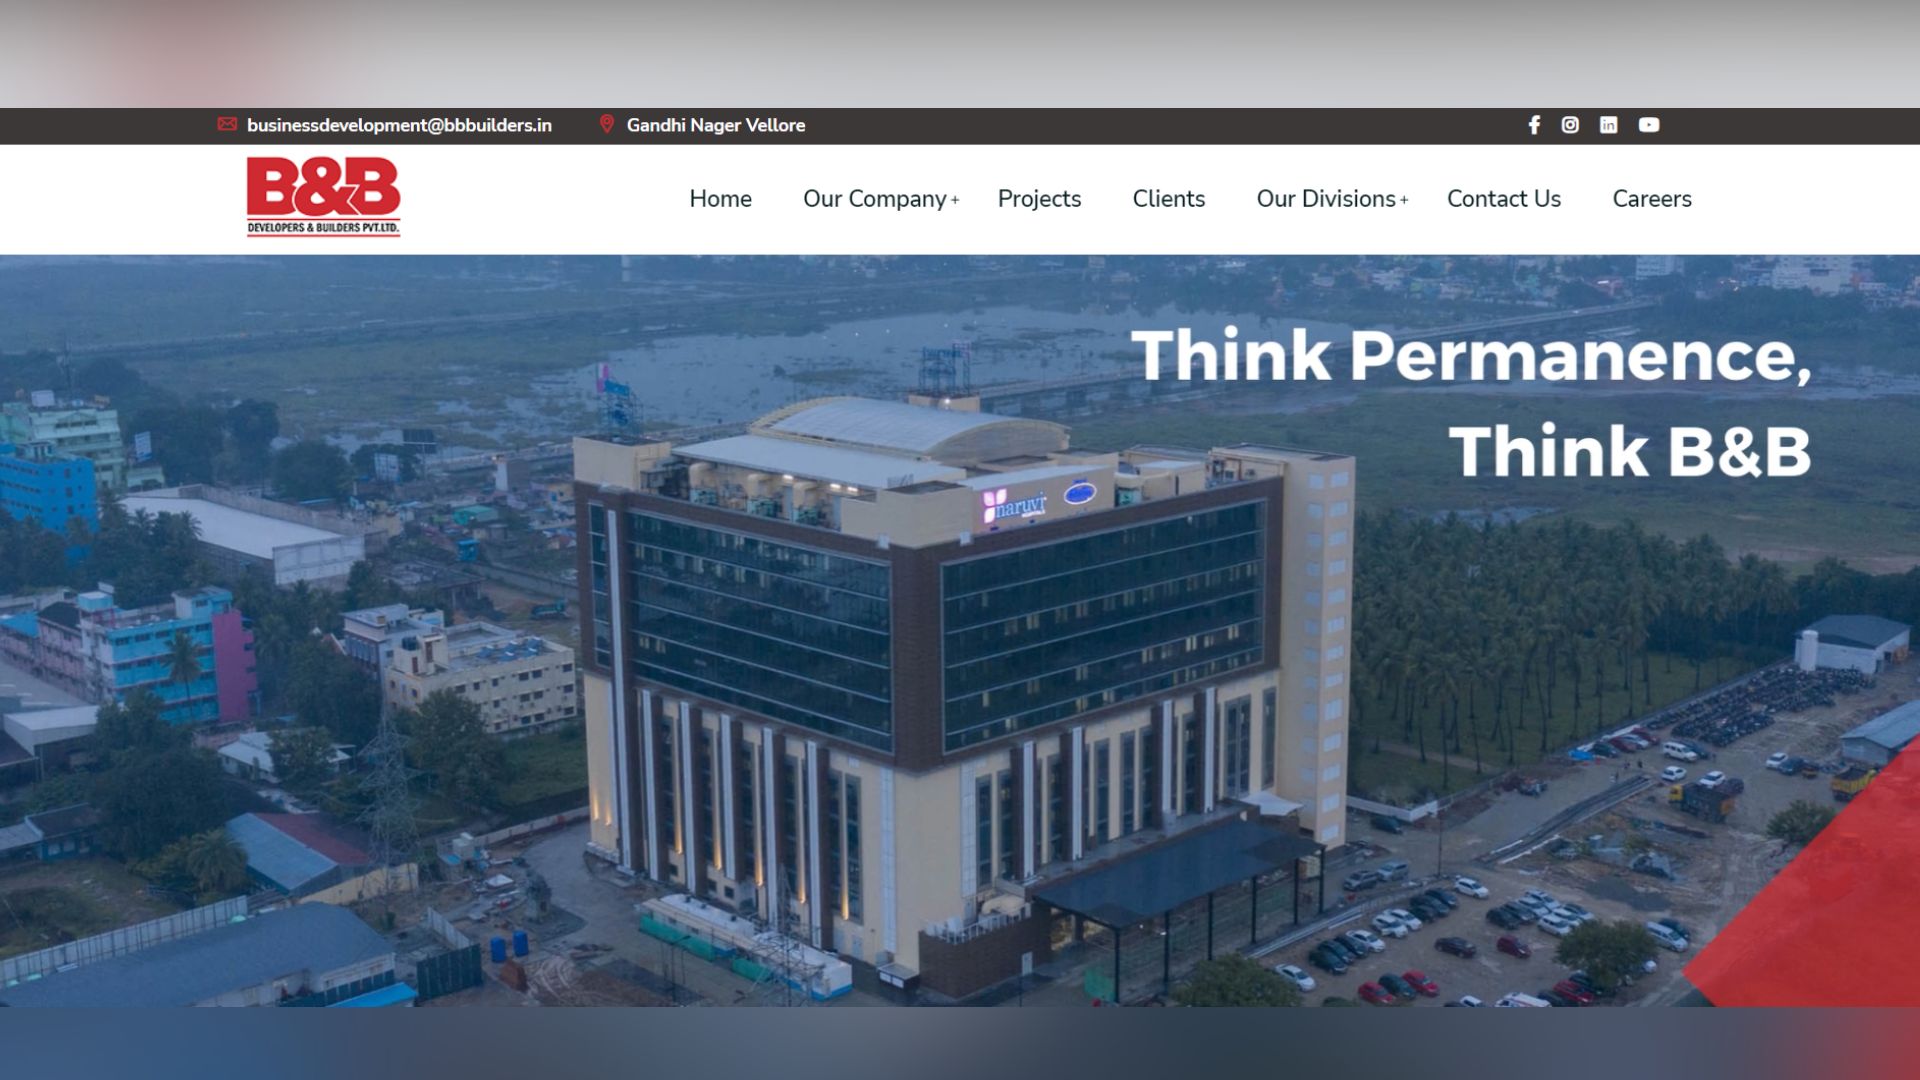 businessdevelopment@bbbuilders.in
Gandhi Nager Vellore
B&B
DEVELOPERS & BUILDERS PVT.LTD.
Home
Our Company+
Projects
Clients
Our Divisions+
Contact Us
Careers
Think Permanence,
Think B&B
naruvi
HOSPITALS